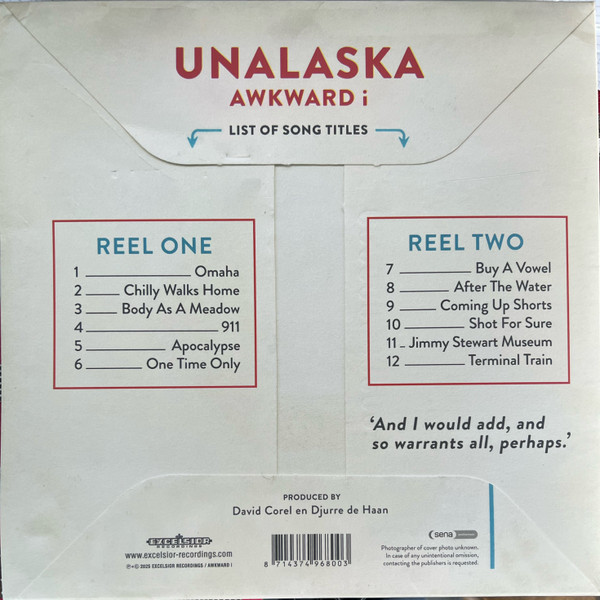 UNALASKA
AWKWARD i
LIST OF SONG TITLES
REEL ONE
1 Omaha
2 Chilly Walks Home
3 Body As A Meadow
4 911
5 Apocalypse
6 One Time Only
REEL TWO
7 Buy A Vowel
8 After The Water
9 Coming Up Shorts
10 Shot For Sure
11 Jimmy Stewart Museum
12 Terminal Train
‘And I would add, and
so warrants all, perhaps.’
PRODUCED BY
David Corel en Djurre de Haan
EXCELSIOR
RECORDINGS
www.excelsior-recordings.com
℗+© 2025 EXCELSIOR RECORDINGS / AWKWARD I
8 714374 968003
sena
Photographer of cover photo unknown.
In case of any unintentional omission,
contacting the publishers is requested.